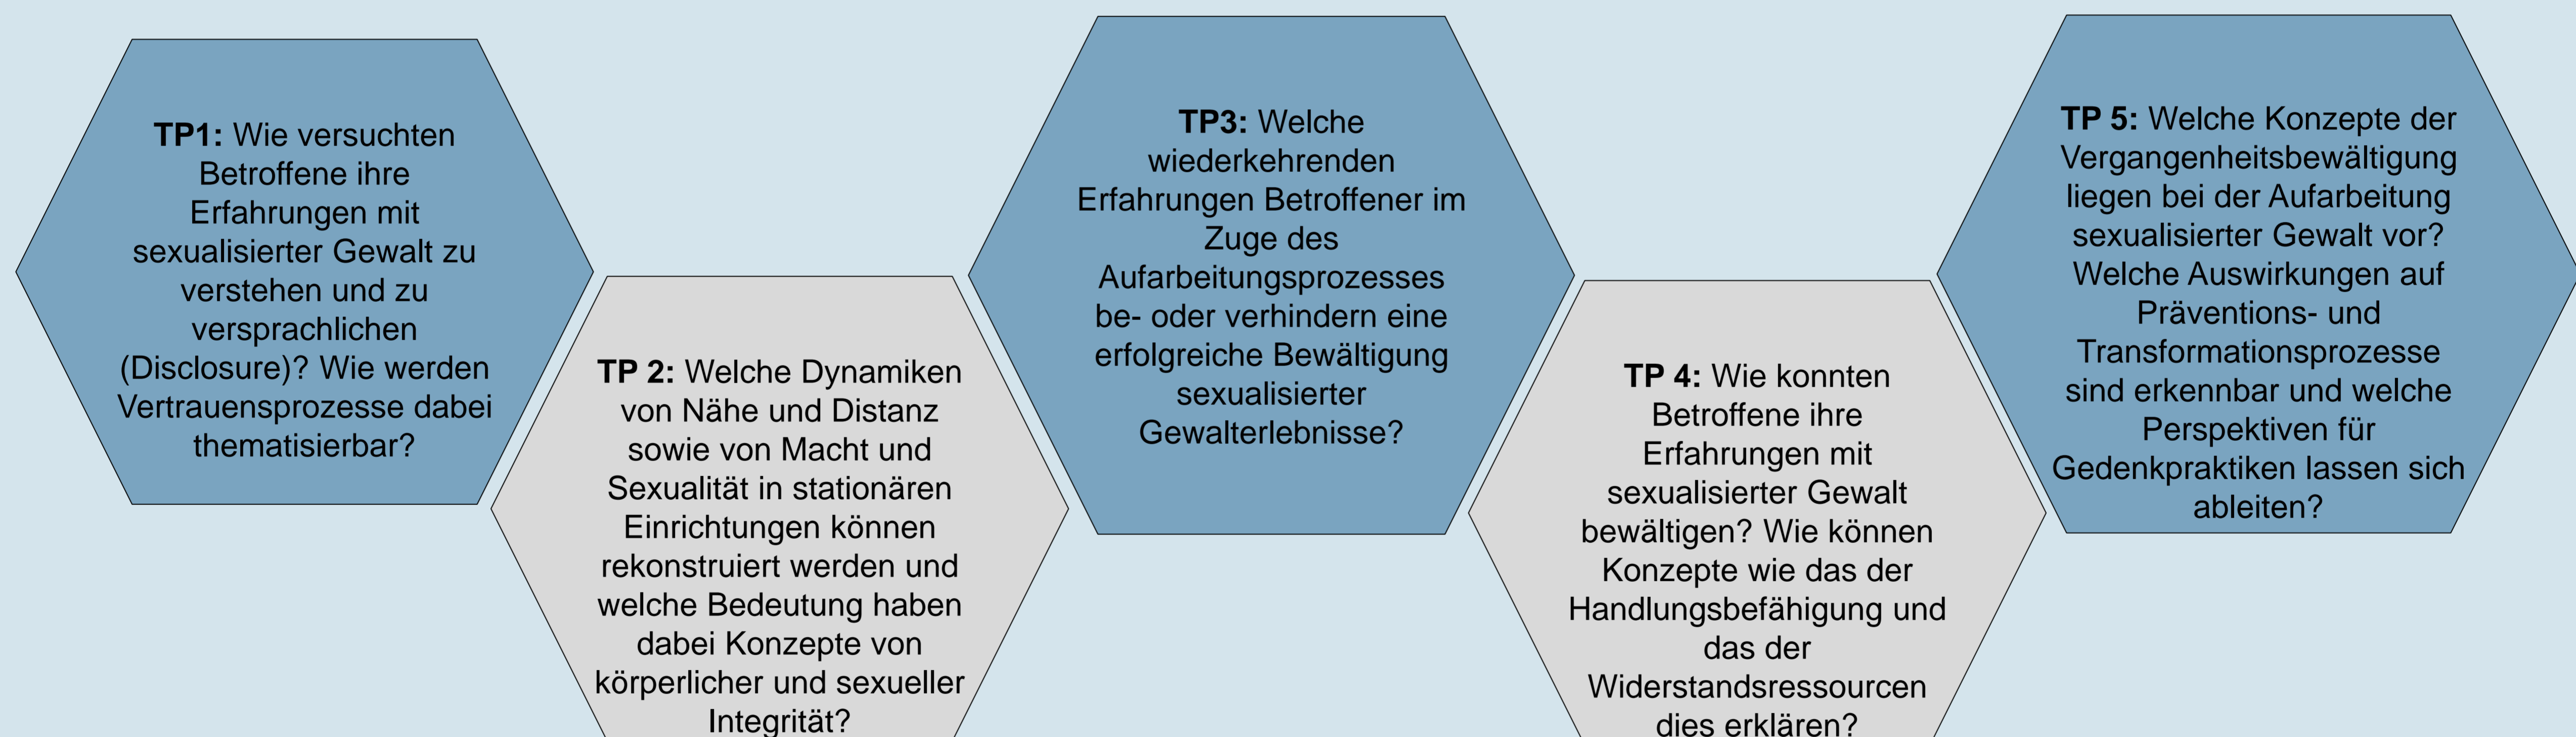 TP1: Wie versuchten
Betroffene ihre
Erfahrungen mit
sexualisierter Gewalt zu
verstehen und zu
versprachlichen
(Disclosure)? Wie werden
Vertrauensprozesse dabei
thematisierbar?
TP 2: Welche Dynamiken
von Nähe und Distanz
sowie von Macht und
Sexualität in stationären
Einrichtungen können
rekonstruiert werden und
welche Bedeutung haben
dabei Konzepte von
körperlicher und sexueller
Integrität?
TP3: Welche
wiederkehrenden
Erfahrungen Betroffener im
Zuge des
Aufarbeitungsprozesses
be- oder verhindern eine
erfolgreiche Bewältigung
sexualisierter
Gewalterlebnisse?
TP 4: Wie konnten
Betroffene ihre
Erfahrungen mit
sexualisierter Gewalt
bewältigen? Wie können
Konzepte wie das der
Handlungsbefähigung und
das der
Widerstandsressourcen
dies erklären?
TP 5: Welche Konzepte der
Vergangenheitsbewältigung
liegen bei der Aufarbeitung
sexualisierter Gewalt vor?
Welche Auswirkungen auf
Präventions- und
Transformationsprozesse
sind erkennbar und welche
Perspektiven für
Gedenkpraktiken lassen sich
ableiten?